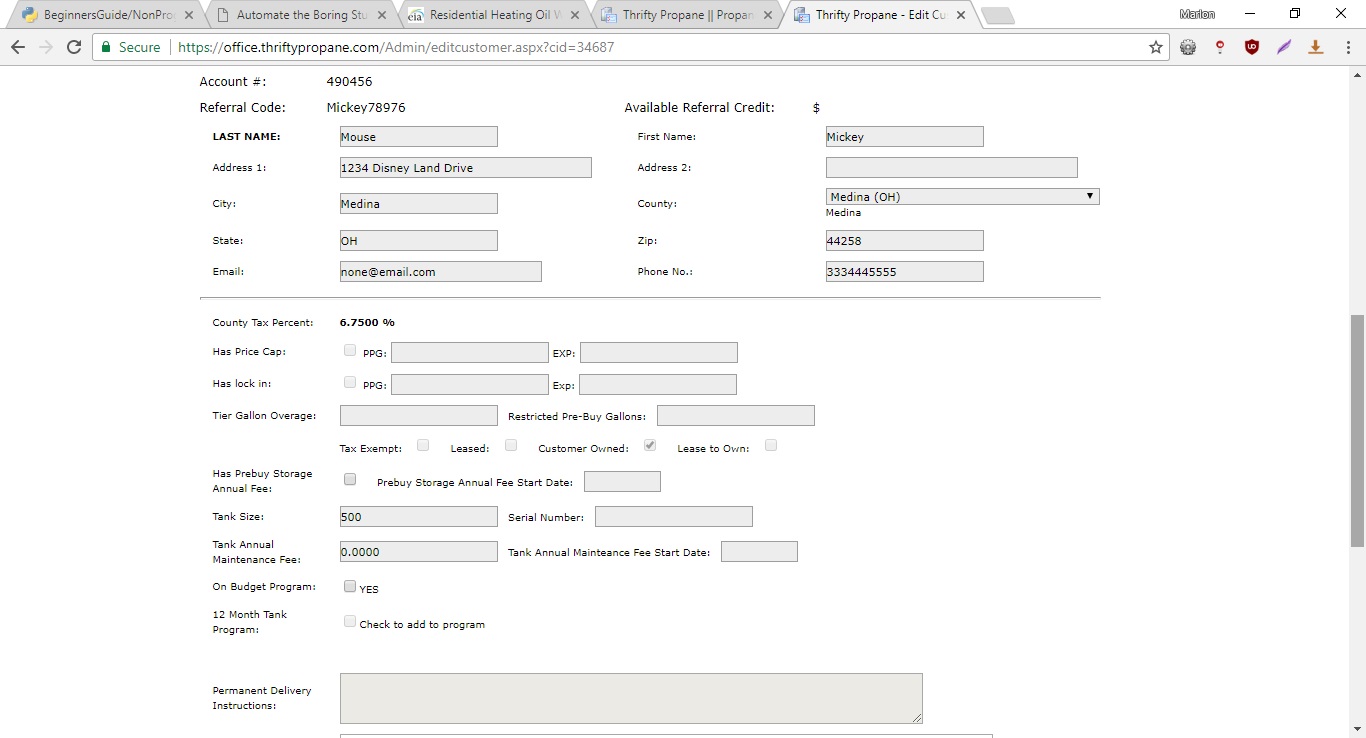 BeginnersGuide/NonPro
Automate the Boring Stu
eia Residential Heating Oil W
Thrifty Propane || Propan
Thrifty Propane - Edit Cu
Marlon
Secure https://office.thriftypropane.com/Admin/editcustomer.aspx?cid=34687
Account #: 490456
Referral Code: Mickey78976 Available Referral Credit: $
LAST NAME: Mouse First Name: Mickey
Address 1: 1234 Disney Land Drive Address 2:
City: Medina County: Medina (OH)
Medina
State: OH Zip: 44258
Email: none@email.com Phone No.: 3334445555
County Tax Percent: 6.7500 %
Has Price Cap: PPG: EXP:
Has lock in: PPG: Exp:
Tier Gallon Overage: Restricted Pre-Buy Gallons:
Tax Exempt: Leased: Customer Owned: Lease to Own:
Has Prebuy Storage
Annual Fee: Prebuy Storage Annual Fee Start Date:
Tank Size: 500 Serial Number:
Tank Annual
Maintenance Fee: 0.0000 Tank Annual Mainteance Fee Start Date:
On Budget Program: YES
12 Month Tank
Program: Check to add to program
Permanent Delivery
Instructions: